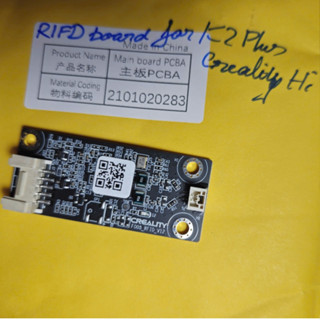 RIFD board for K2 Plus
Creality Hi
Made in China
Product Name
产品名称
Main board PCBA
主板PCBA
Material Coding
物料编码
2101020283
CREALITY